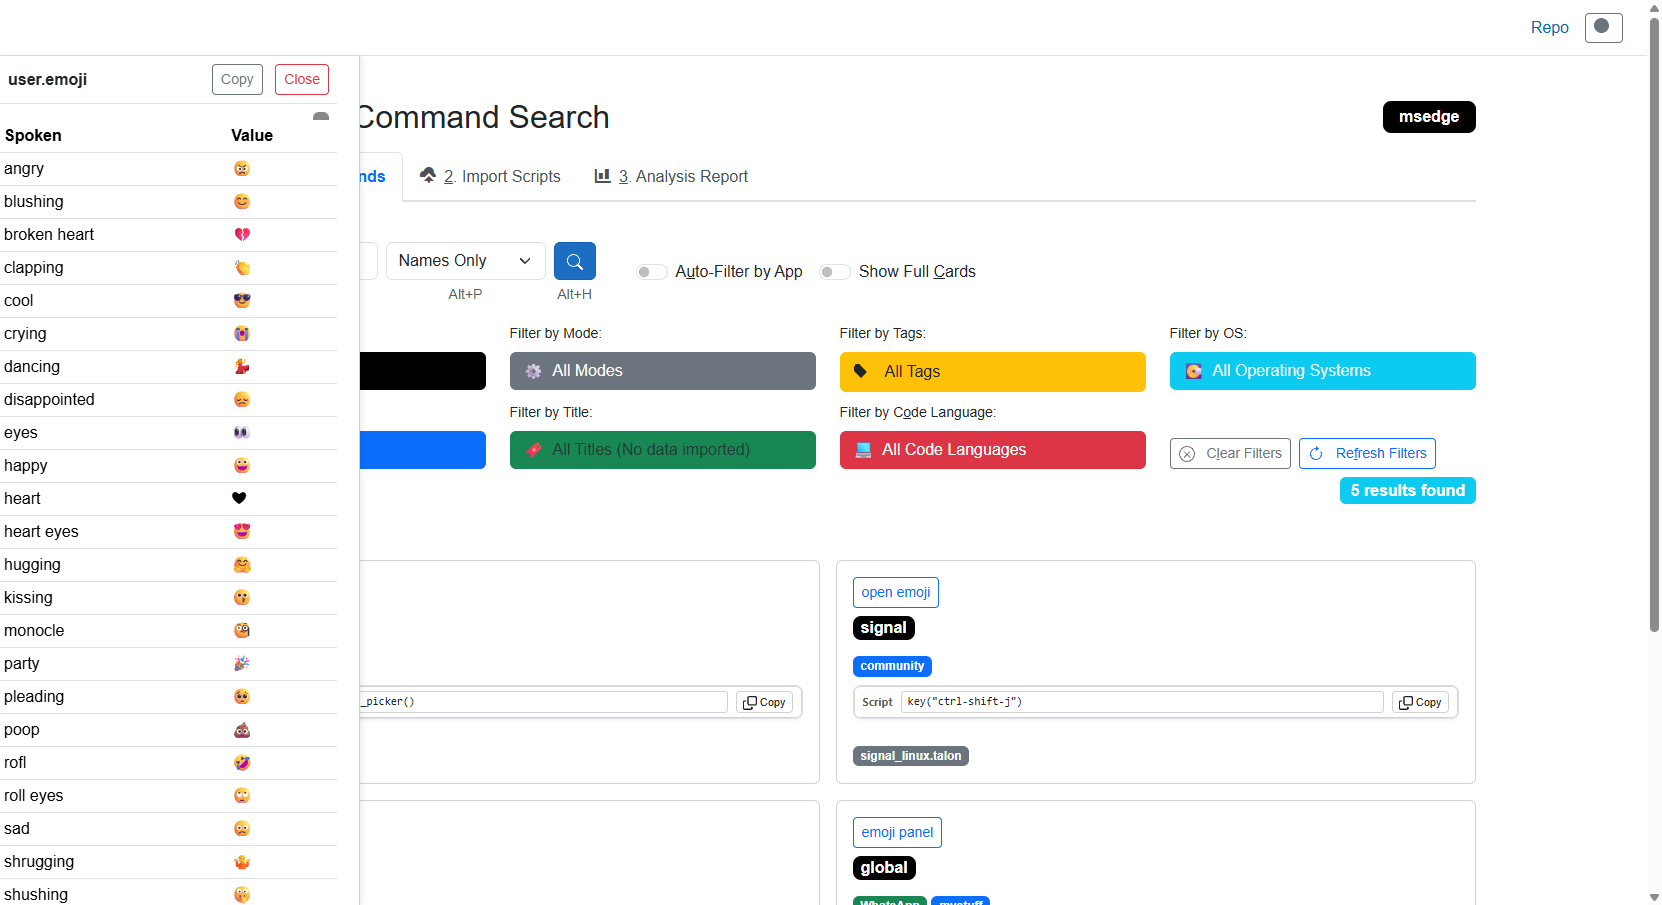 Repo
user.emoji Copy Close
Command Search
msedge
Spoken Value
angry 😠
blushing 😊
broken heart 💔
clapping 👏
cool 😎
crying 😭
dancing 💃
disappointed 😞
eyes 👀
happy 😀
heart ♥
heart eyes 😍
hugging 🤗
kissing 😗
monocle 🧐
party 🎉
pleading 🥺
poop 💩
rofl 🤣
roll eyes 🙄
sad 🙁
shrugging 🤷
shushing 🤫
nds 2. Import Scripts 3. Analysis Report
Names Only
Auto-Filter by App Show Full Cards
Alt+P Alt+H
Filter by Mode: Filter by Tags: Filter by OS:
All Modes All Tags All Operating Systems
Filter by Title: Filter by Code Language:
All Titles (No data imported) All Code Languages Clear Filters Refresh Filters
5 results found
_picker() Copy
open emoji
signal
community
Script key("ctrl-shift-j") Copy
signal_linux.talon
emoji panel
global
WhatsApp mystuff